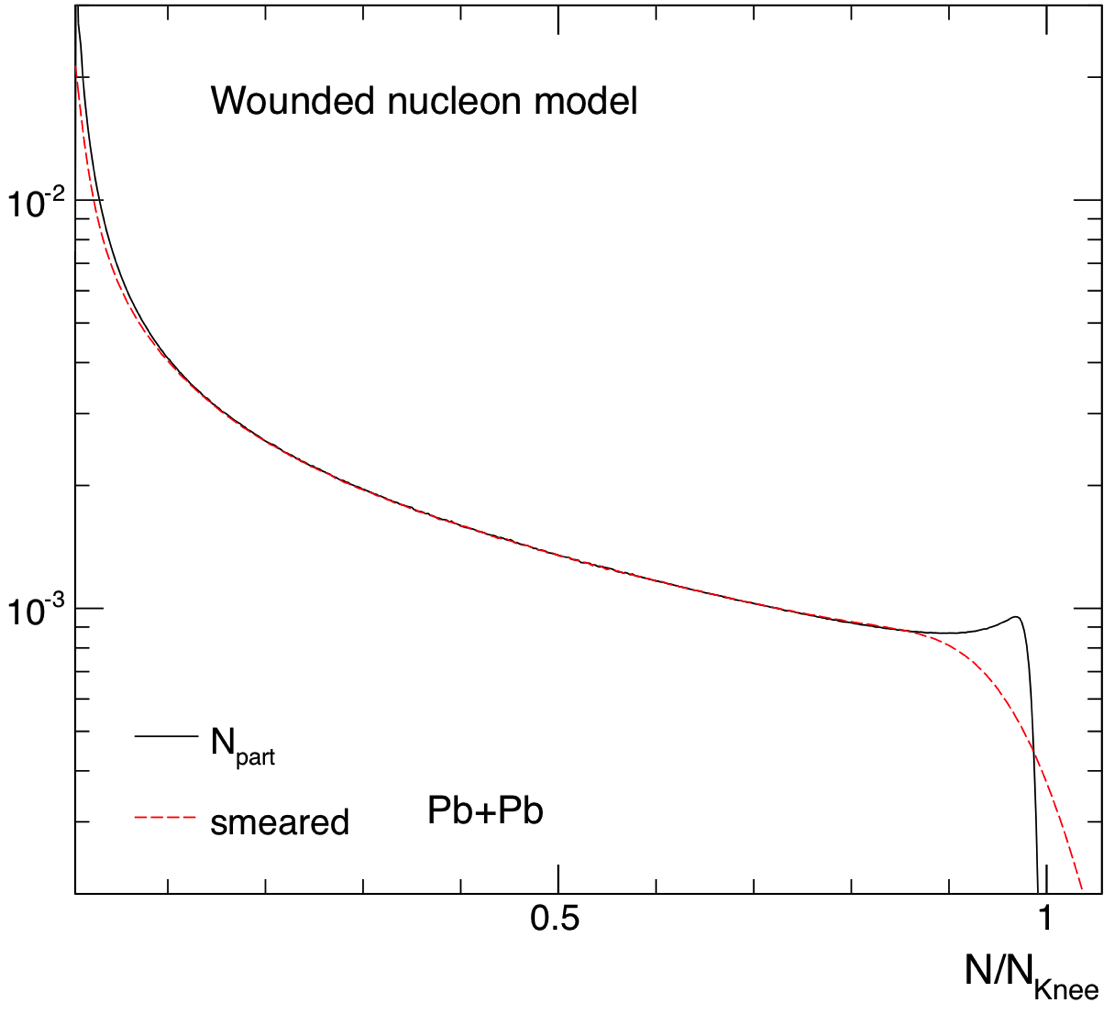 Wounded nucleon model
10-2
10-3
Npart
smeared
Pb+Pb
0.5
1
N/NKnee